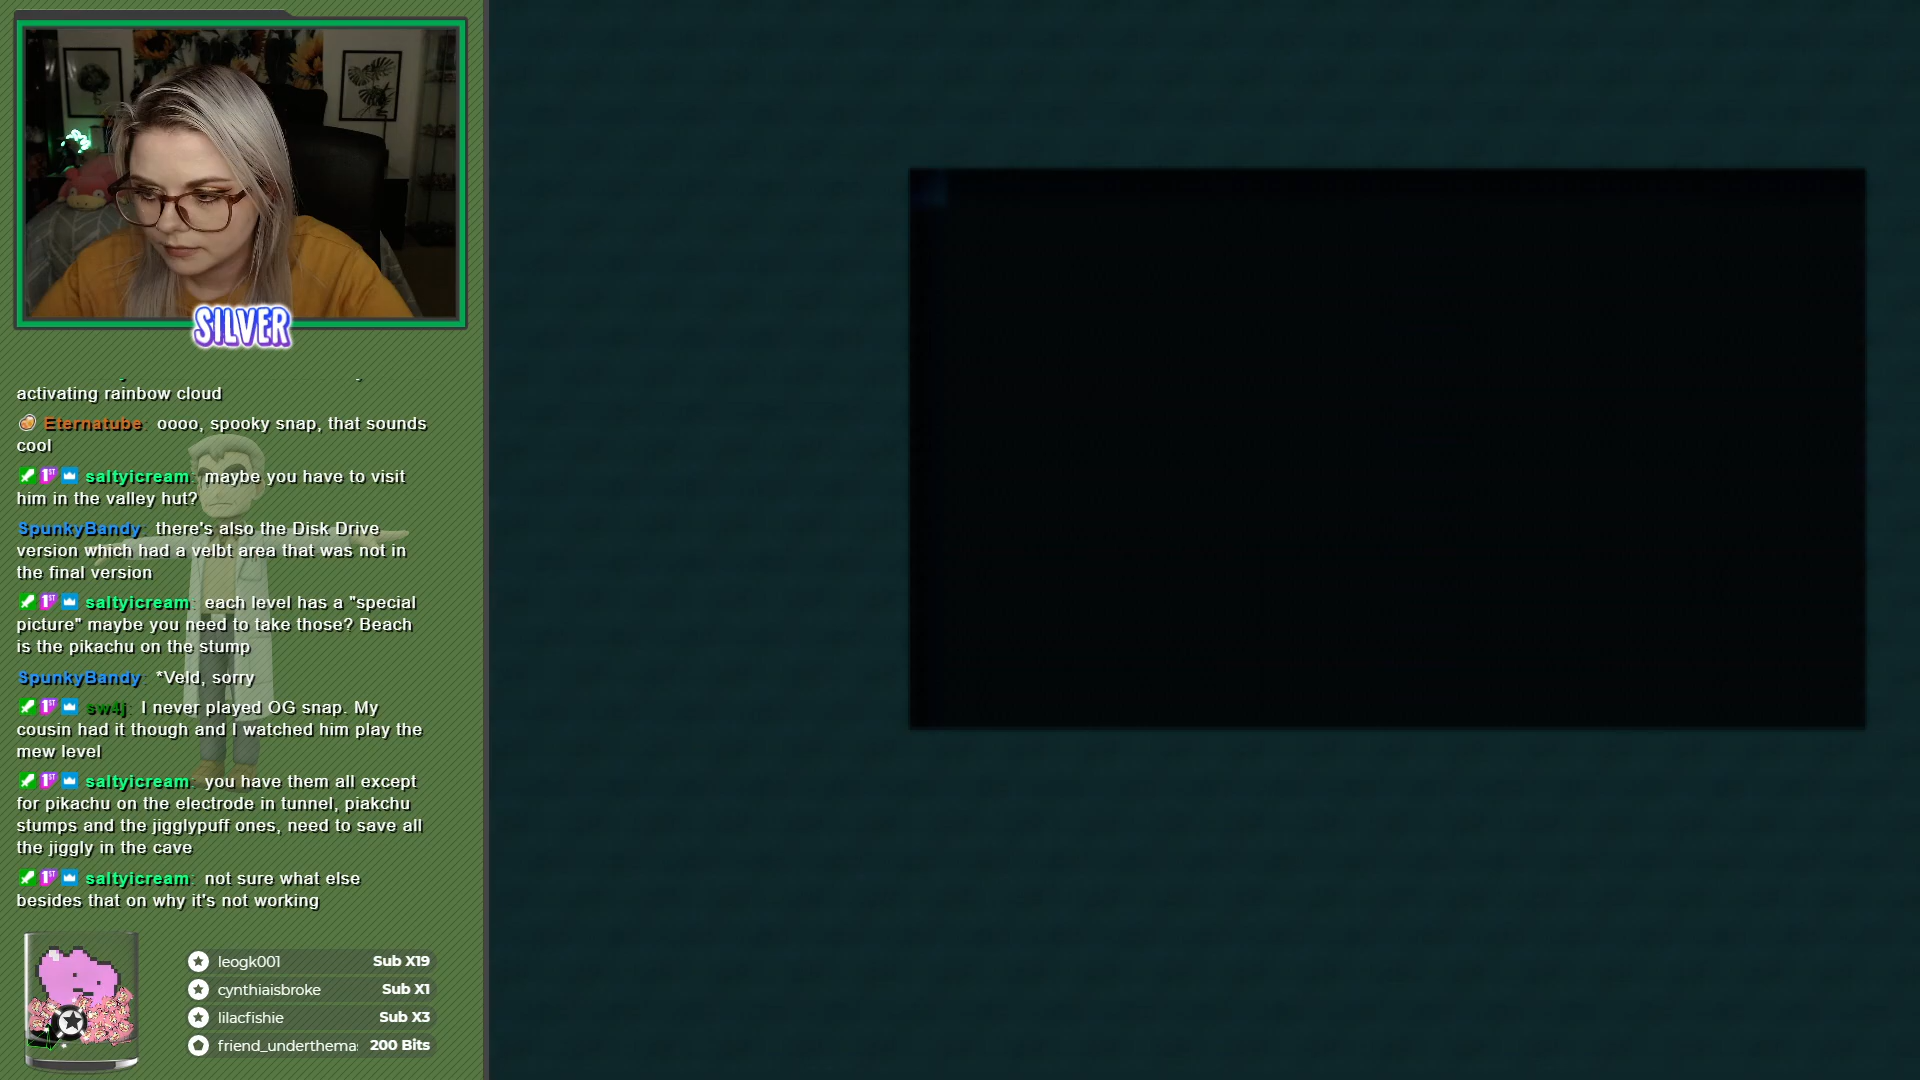 SILVER
activating rainbow cloud
Eternatube: oooo, spooky snap, that sounds
cool
1ST saltyicream: maybe you have to visit
him in the valley hut?
SpunkyBandy: there's also the Disk Drive
version which had a velbt area that was not in
the final version
1ST saltyicream: each level has a "special
picture" maybe you need to take those? Beach
is the pikachu on the stump
SpunkyBandy: *Veld, sorry
1ST sw4j: I never played OG snap. My
cousin had it though and I watched him play the
mew level
1ST saltyicream: you have them all except
for pikachu on the electrode in tunnel, piakchu
stumps and the jigglypuff ones, need to save all
the jiggly in the cave
1ST saltyicream: not sure what else
besides that on why it's not working
leogk001 Sub X19
cynthiaisbroke Sub X1
lilacfishie Sub X3
friend_underthema 200 Bits